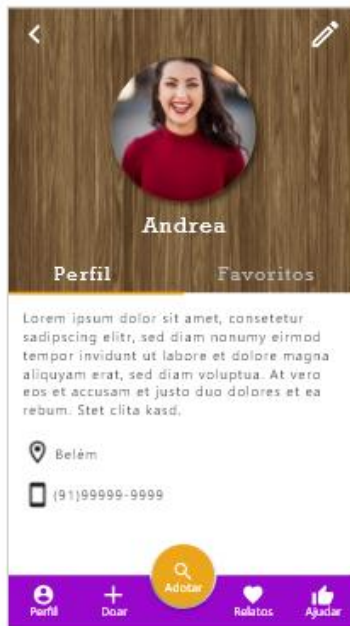 Andrea
Perfil Favoritos
Lorem ipsum dolor sit amet, consetetur
sadipscing elitr, sed diam nonumy eirmod
tempor invidunt ut labore et dolore magna
aliquyam erat, sed diam voluptua. At vero
eos et accusam et justo duo dolores et ea
rebum. Stet clita kasd.
Belém
(91)99999-9999
Perfil Doar Adotar Relatos Ajudar